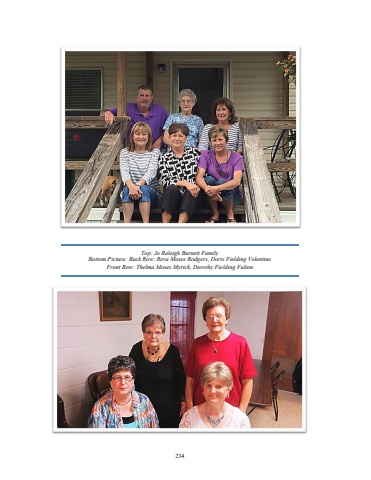 Top: Jo Raleigh Burnett Family
Bottom Picture: Back Row: Reva Moses Rodgers, Doris Fielding Valentine
Front Row: Thelma Moses Myrick, Dorothy Fielding Fulton
234